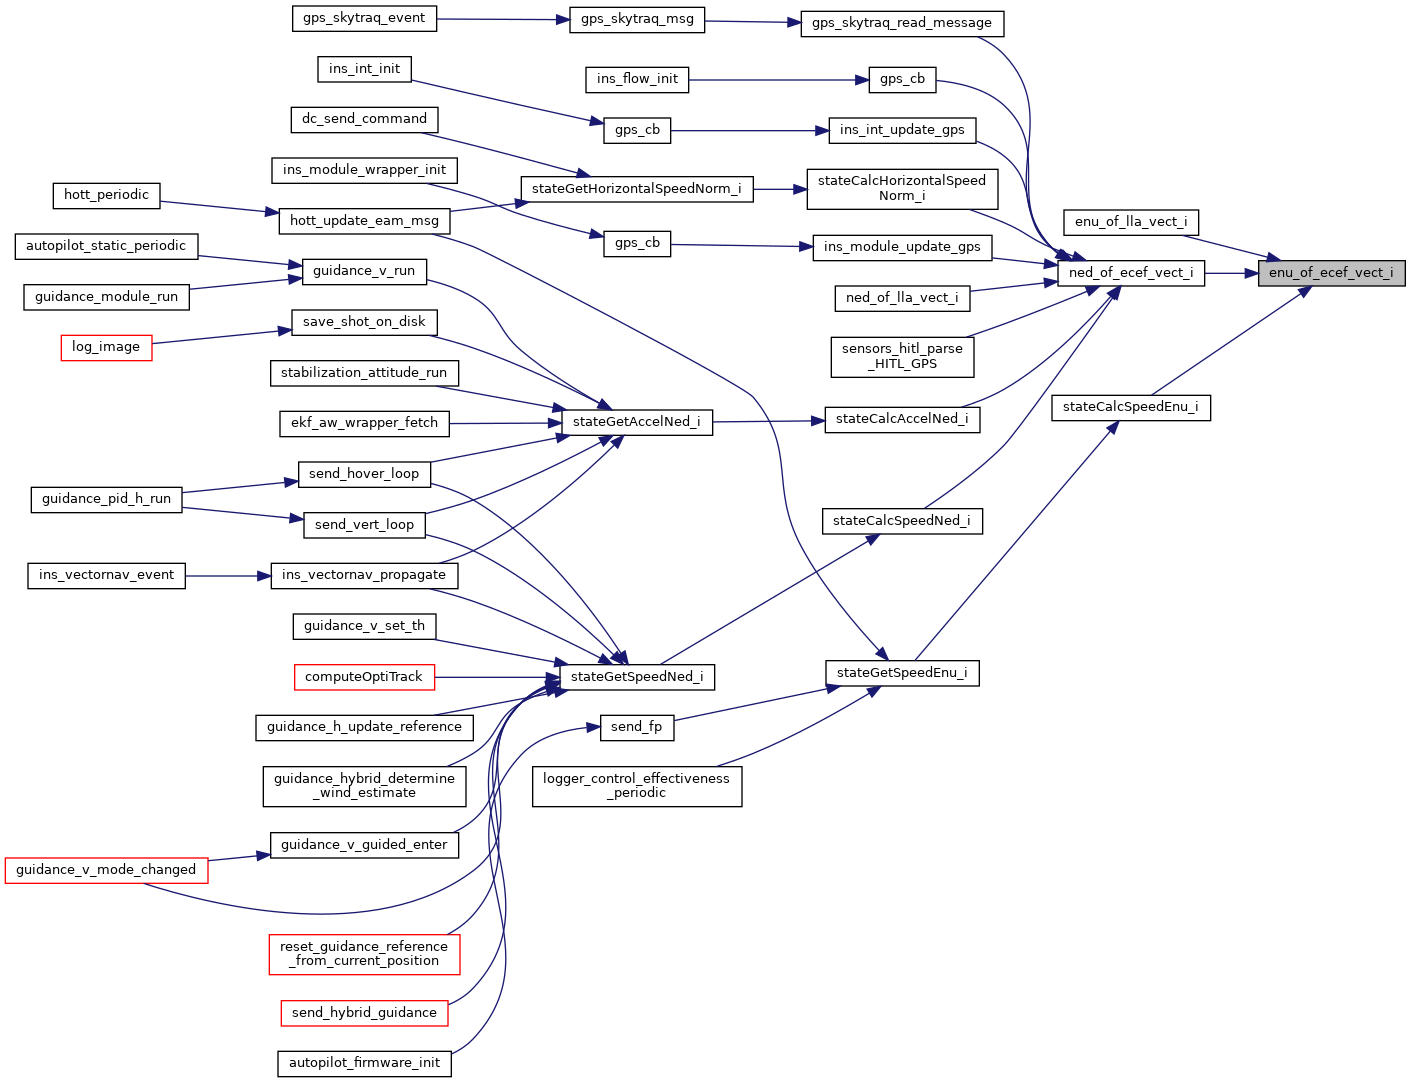 gps_skytraq_event
gps_skytraq_msg
gps_skytraq_read_message
ins_int_init
ins_flow_init
gps_cb
dc_send_command
gps_cb
ins_int_update_gps
ins_module_wrapper_init
stateGetHorizontalSpeedNorm_i
stateCalcHorizontalSpeed
Norm_i
hott_periodic
hott_update_eam_msg
enu_of_lla_vect_i
autopilot_static_periodic
gps_cb
ins_module_update_gps
guidance_v_run
ned_of_ecef_vect_i
enu_of_ecef_vect_i
guidance_module_run
ned_of_lla_vect_i
save_shot_on_disk
log_image
sensors_hitl_parse
_HITL_GPS
stabilization_attitude_run
stateCalcSpeedEnu_i
ekf_aw_wrapper_fetch
stateGetAccelNed_i
stateCalcAccelNed_i
send_hover_loop
guidance_pid_h_run
send_vert_loop
stateCalcSpeedNed_i
ins_vectornav_event
ins_vectornav_propagate
guidance_v_set_th
computeOptiTrack
stateGetSpeedNed_i
stateGetSpeedEnu_i
guidance_h_update_reference
send_fp
guidance_hybrid_determine
_wind_estimate
logger_control_effectiveness
_periodic
guidance_v_guided_enter
guidance_v_mode_changed
reset_guidance_reference
_from_current_position
send_hybrid_guidance
autopilot_firmware_init